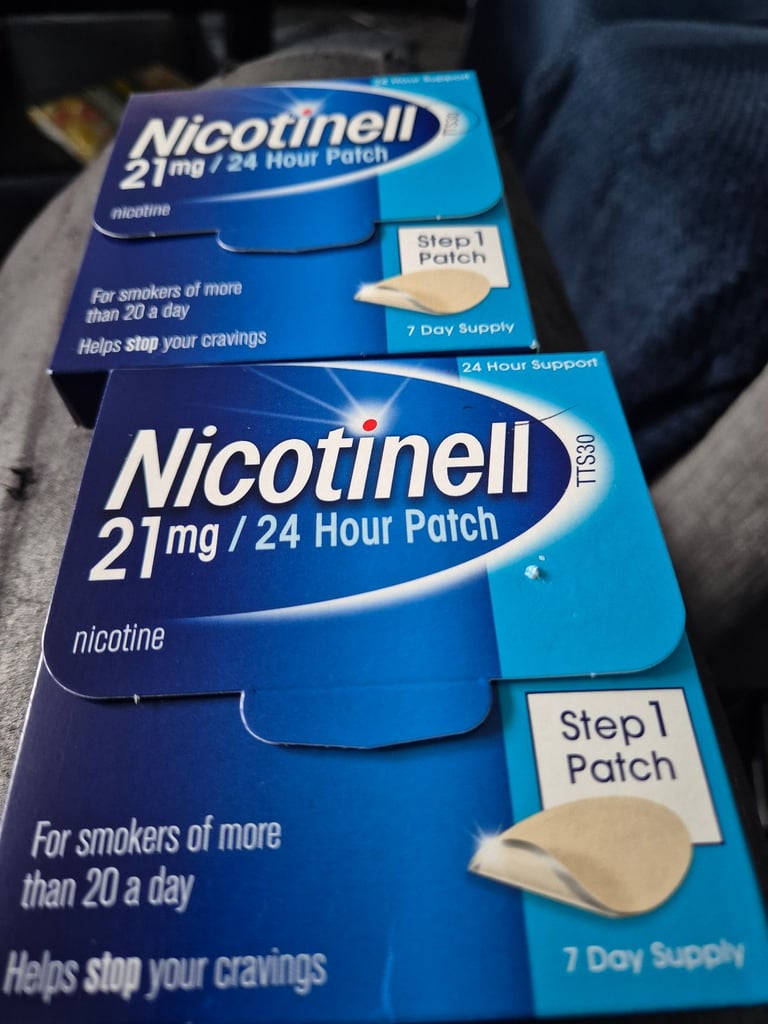 24 Hour Support
Nicotinell
TTS30
21mg / 24 Hour Patch
nicotine
Step 1
Patch
For smokers of more
than 20 a day
7 Day Supply
Helps stop your cravings
24 Hour Support
Nicotinell
TTS30
21mg / 24 Hour Patch
nicotine
Step 1
Patch
For smokers of more
than 20 a day
7 Day Supply
Helps stop your cravings